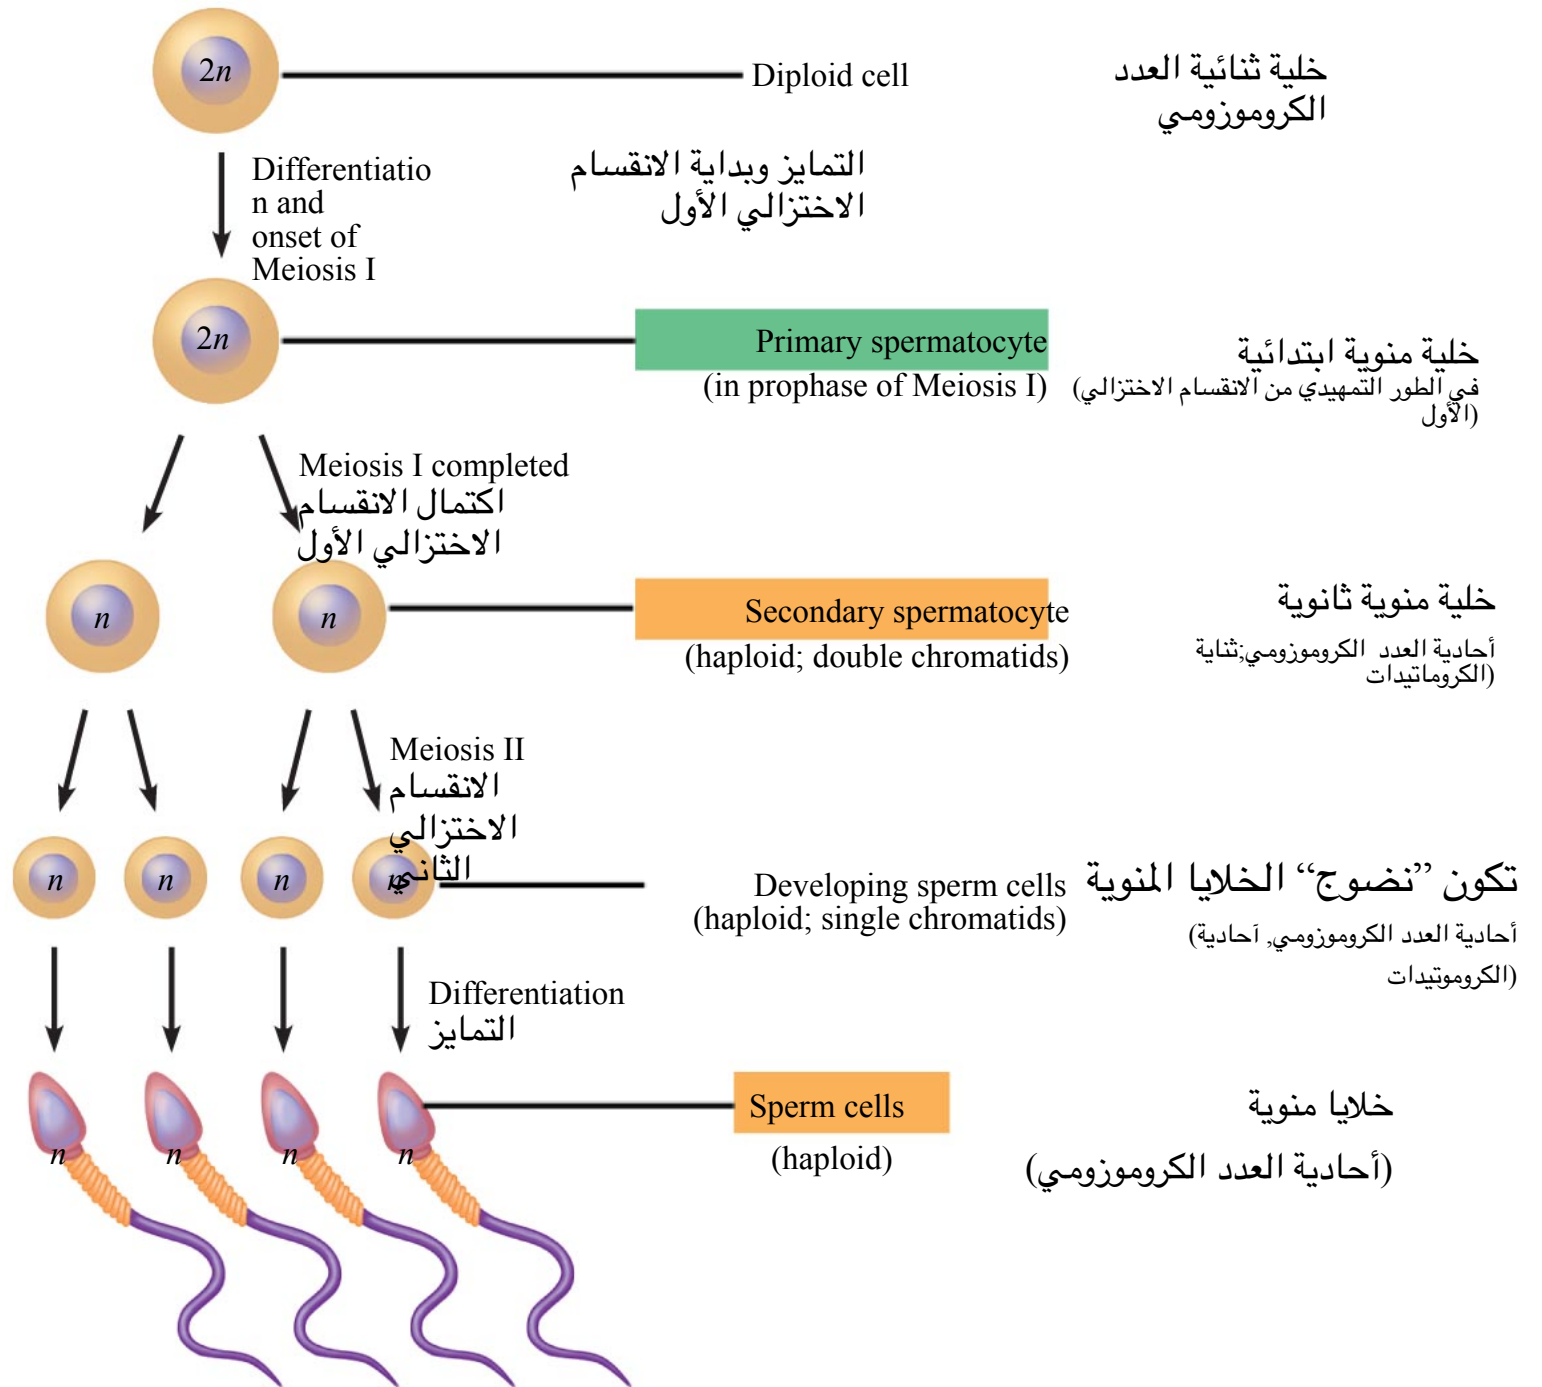 2n
Diploid cell
خلية ثنائية العدد
الكروموزومي
Differentiatio
n and
onset of
Meiosis I
التمايز وبداية الانقسام
الاختزالي الأول
2n
Primary spermatocyte
(in prophase of Meiosis I)
خلية منوية ابتدائية
في الطور التمهيدي من الانقسام الاختزالي)
(الأول
Meiosis I completed
اكتمال الانقسام
الاختزالي الأول
n
n
Secondary spermatocyte
(haploid; double chromatids)
خلية منوية ثانوية
أحادية العدد الكروموزومي;ثناية
(الكروماتيدات
Meiosis II
الانقسام
الاختزالي
الثاني
n
n
n
n
Developing sperm cells
(haploid; single chromatids)
تكون ”نضوج“ الخلايا المنوية
أحادية العدد الكروموزومي, آحادية)
(الكروموتيدات
Differentiation
التمايز
Sperm cells
(haploid)
خلايا منوية
(أحادية العدد الكروموزومي)
n
n
n
n